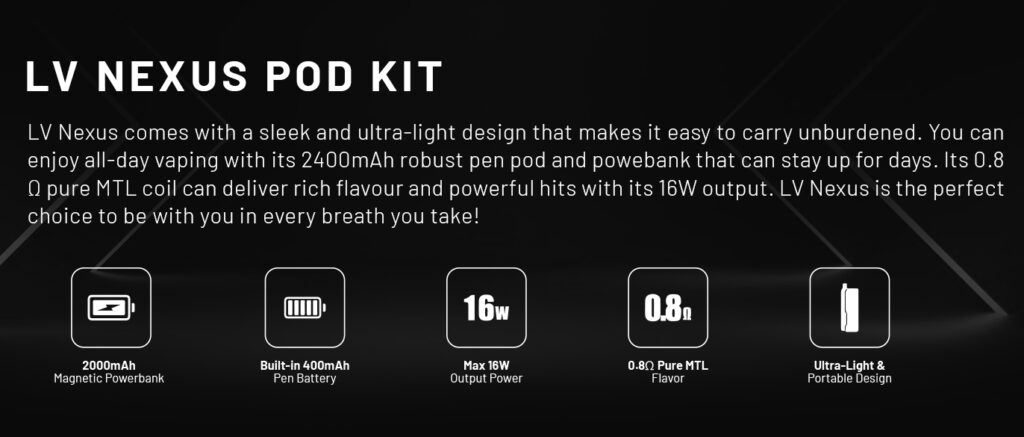 LV NEXUS POD KIT
LV Nexus comes with a sleek and ultra-light design that makes it easy to carry unburdened. You can
enjoy all-day vaping with its 2400mAh robust pen pod and powebank that can stay up for days. Its 0.8
Ω pure MTL coil can deliver rich flavour and powerful hits with its 16W output. LV Nexus is the perfect
choice to be with you in every breath you take!
16W
0.8Ω
2000mAh
Magnetic Powerbank
Built-in 400mAh
Pen Battery
Max 16W
Output Power
0.8Ω Pure MTL
Flavor
Ultra-Light &
Portable Design